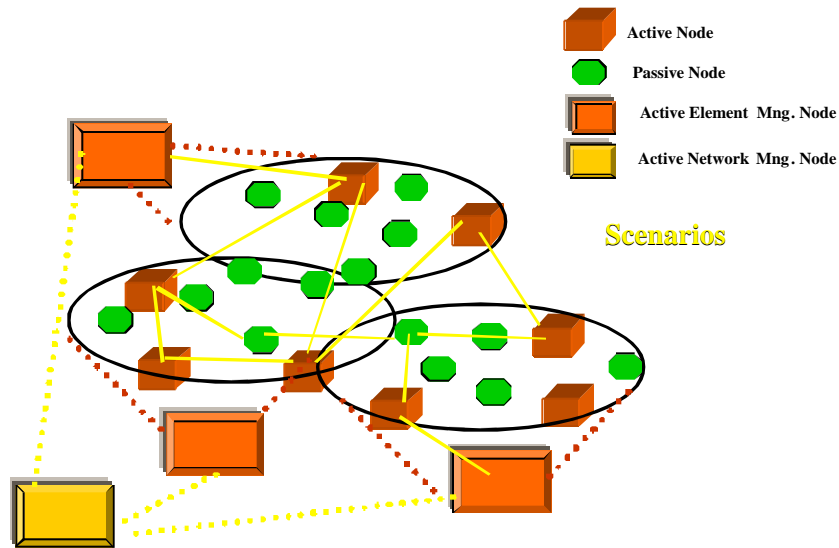 Active Node
Passive Node
Active Element Mng. Node
Active Network Mng. Node
Scenarios